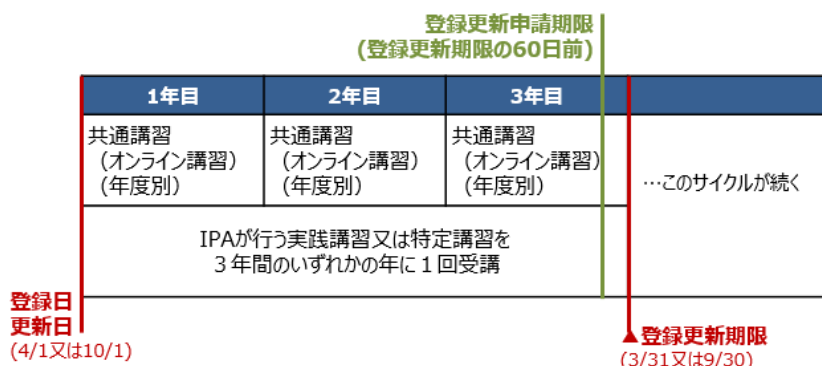 登録更新申請期限
(登録更新期限の60日前)
1年目 2年目 3年目
共通講習 共通講習 共通講習
(オンライン講習) (オンライン講習) (オンライン講習)
(年度別) (年度別) (年度別)
…このサイクルが続く
IPAが行う実践講習又は特定講習を
3年間のいずれかの年に1回受講
登録日
更新日
(4/1又は10/1)
▲登録更新期限
(3/31又は9/30)